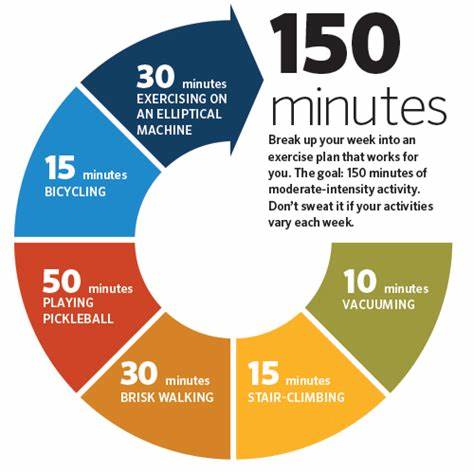 150
minutes
Break up your week into an
exercise plan that works for
you. The goal: 150 minutes of
moderate-intensity activity.
Don’t sweat it if your activities
vary each week.
10 minutes
VACUUMING
15 minutes
STAIR-CLIMBING
30 minutes
BRISK WALKING
50 minutes
PLAYING
PICKLEBALL
15 minutes
BICYCLING
30 minutes
EXERCISING ON
AN ELLIPTICAL
MACHINE